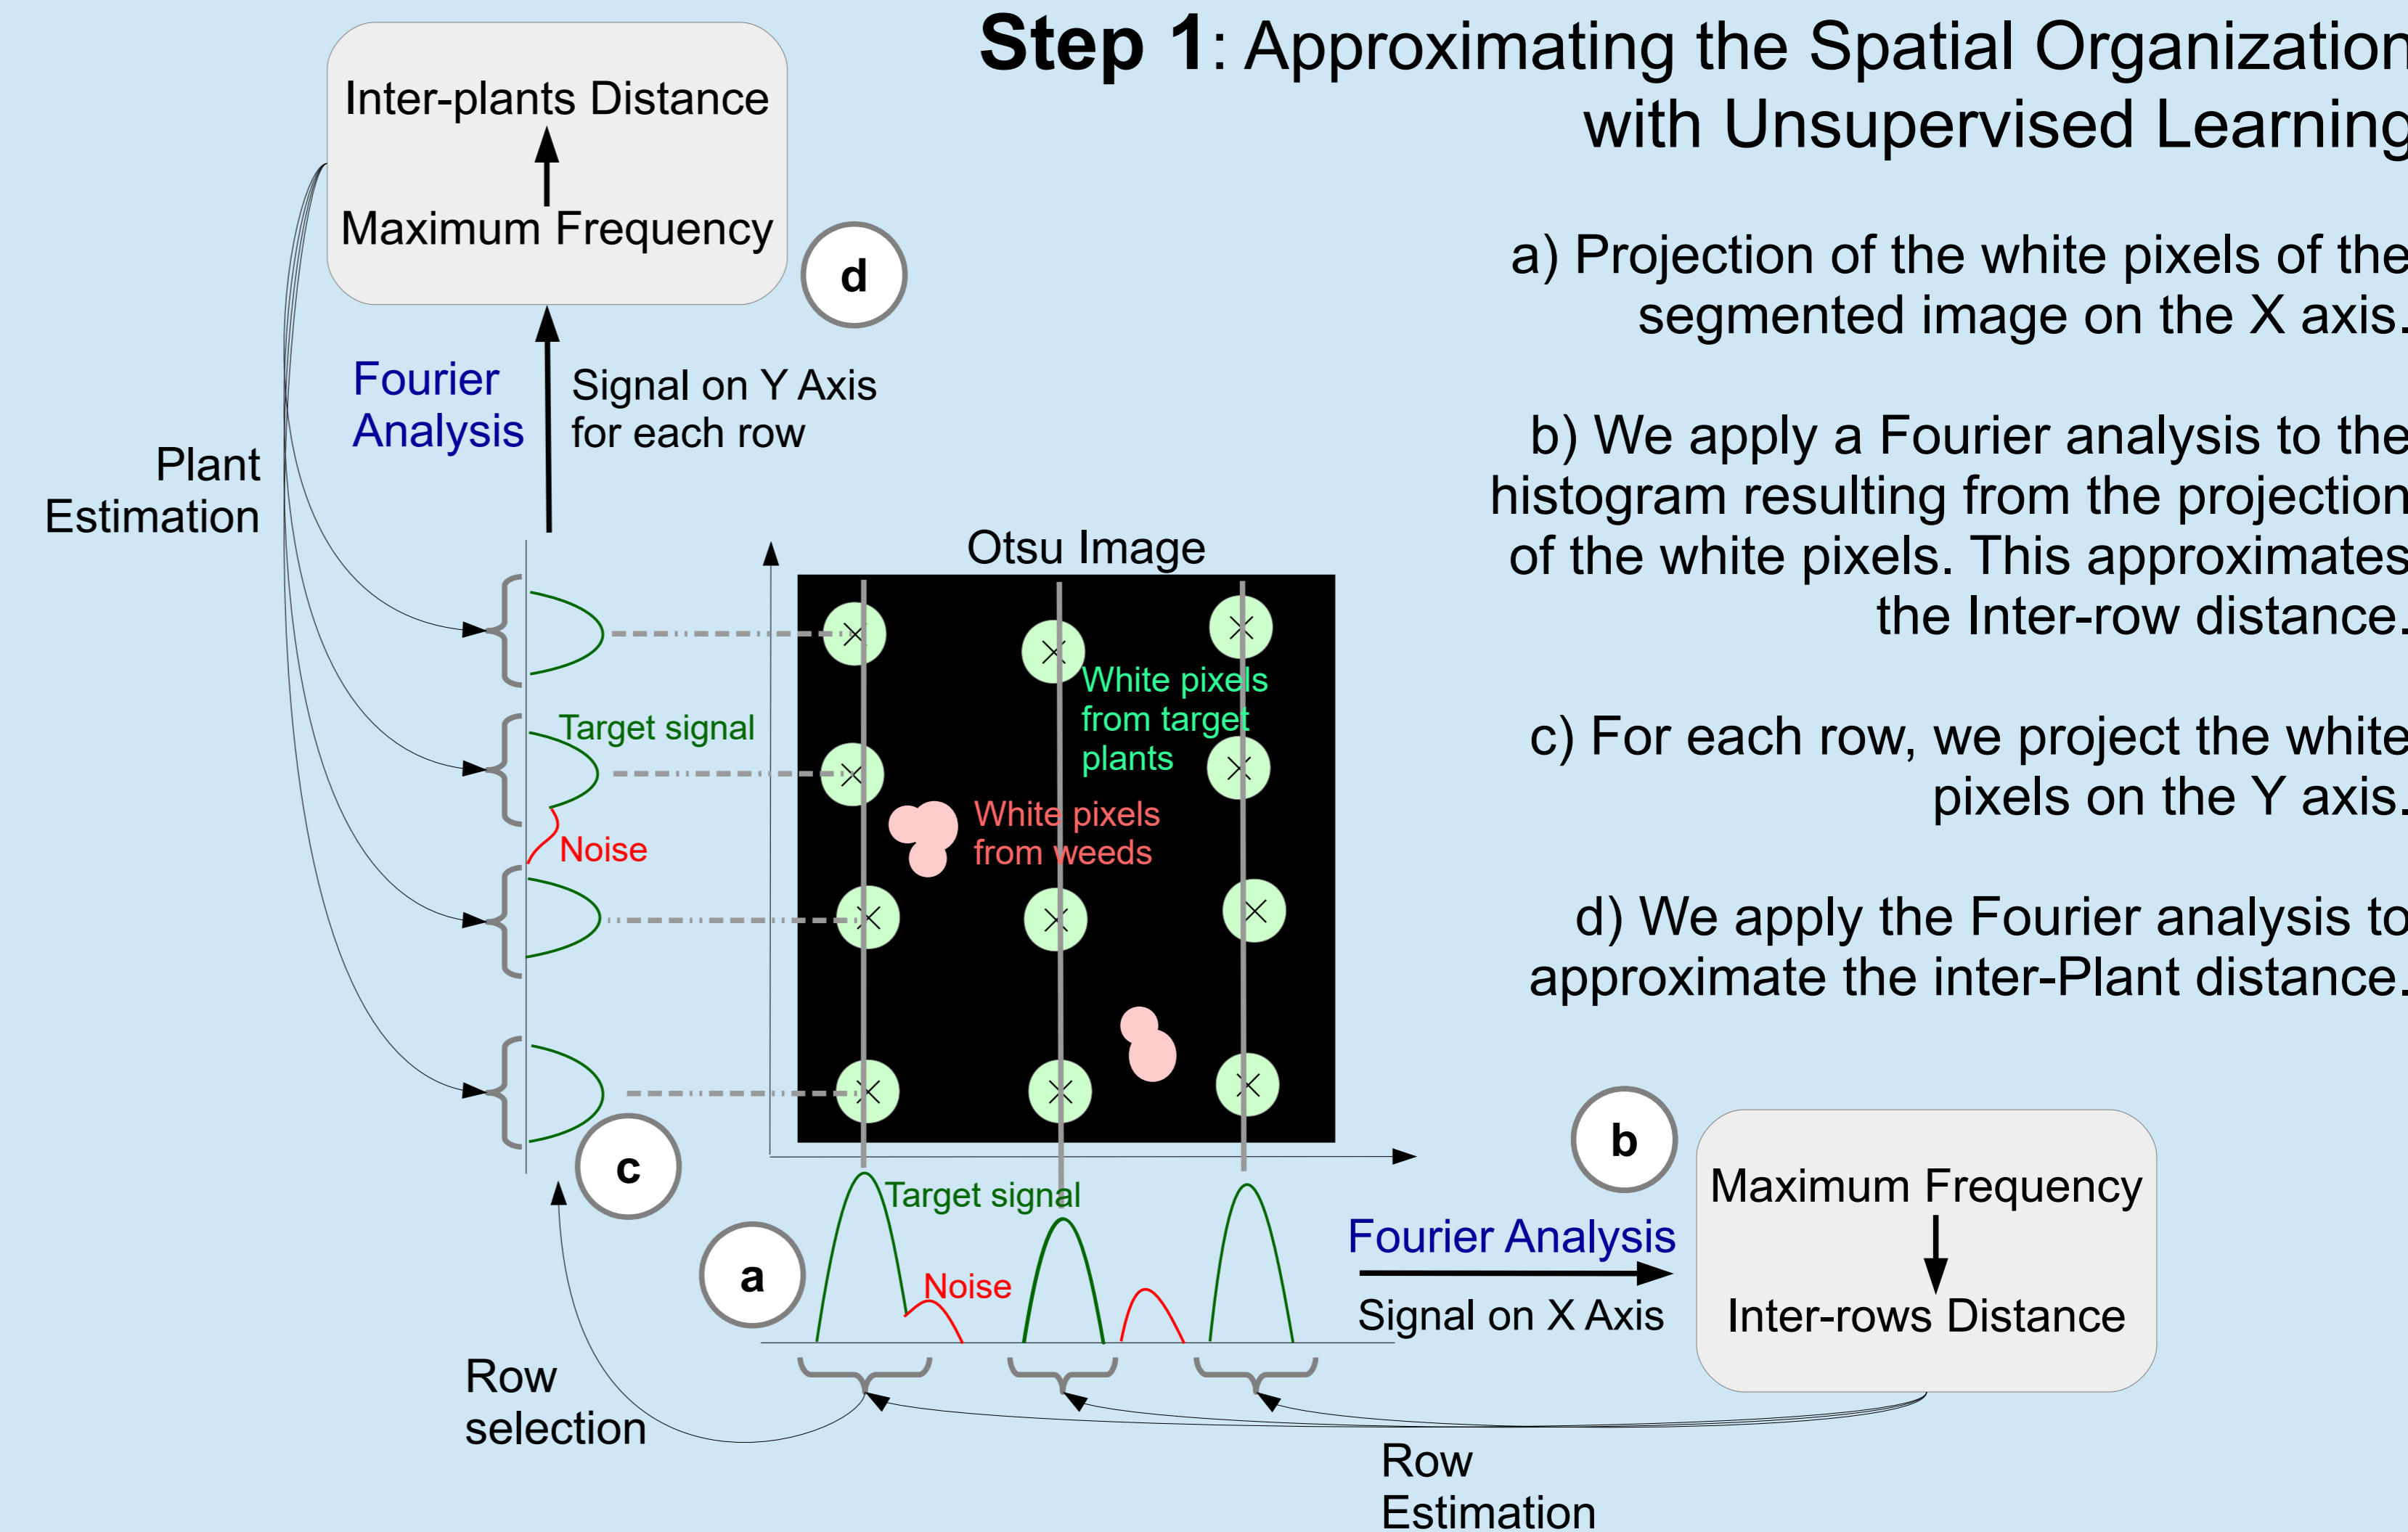 Step 1: Approximating the Spatial Organization
with Unsupervised Learning
Inter-plants Distance
Maximum Frequency
d
a) Projection of the white pixels of the
segmented image on the X axis.
Fourier
Analysis
Signal on Y Axis
for each row
b) We apply a Fourier analysis to the
histogram resulting from the projection
of the white pixels. This approximates
the Inter-row distance.
Plant
Estimation
Otsu Image
White pixels
from target
plants
Target signal
c) For each row, we project the white
pixels on the Y axis.
White pixels
from weeds
Noise
d) We apply the Fourier analysis to
approximate the inter-Plant distance.
c
b
Target signal
Noise
a
Fourier Analysis
Signal on X Axis
Maximum Frequency
Inter-rows Distance
Row
selection
Row
Estimation